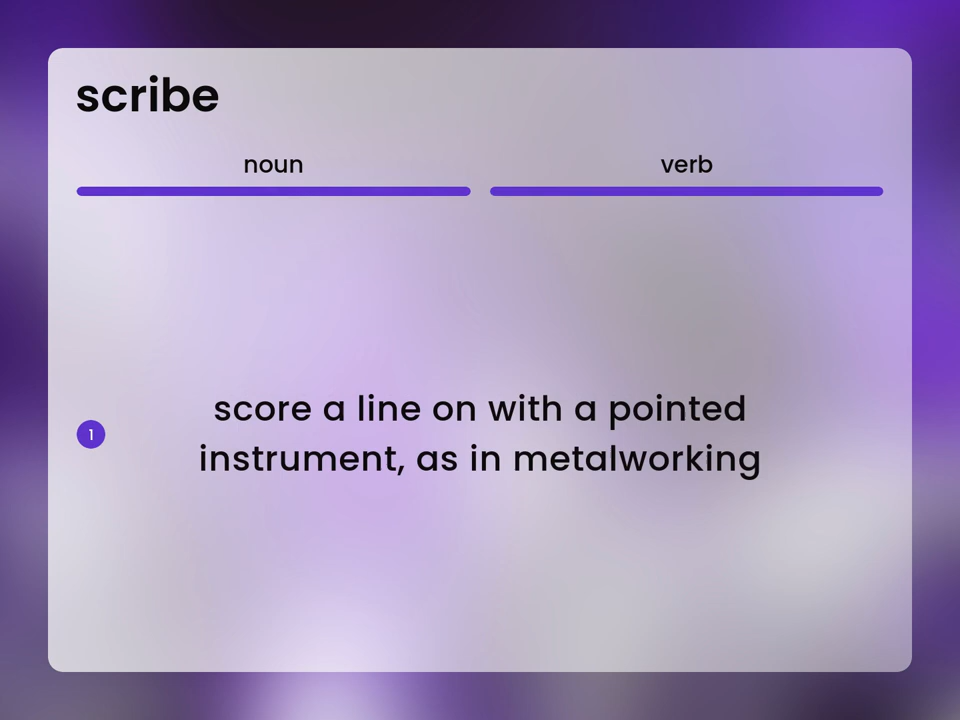 scribe
noun
verb
1
score a line on with a pointed
instrument, as in metalworking